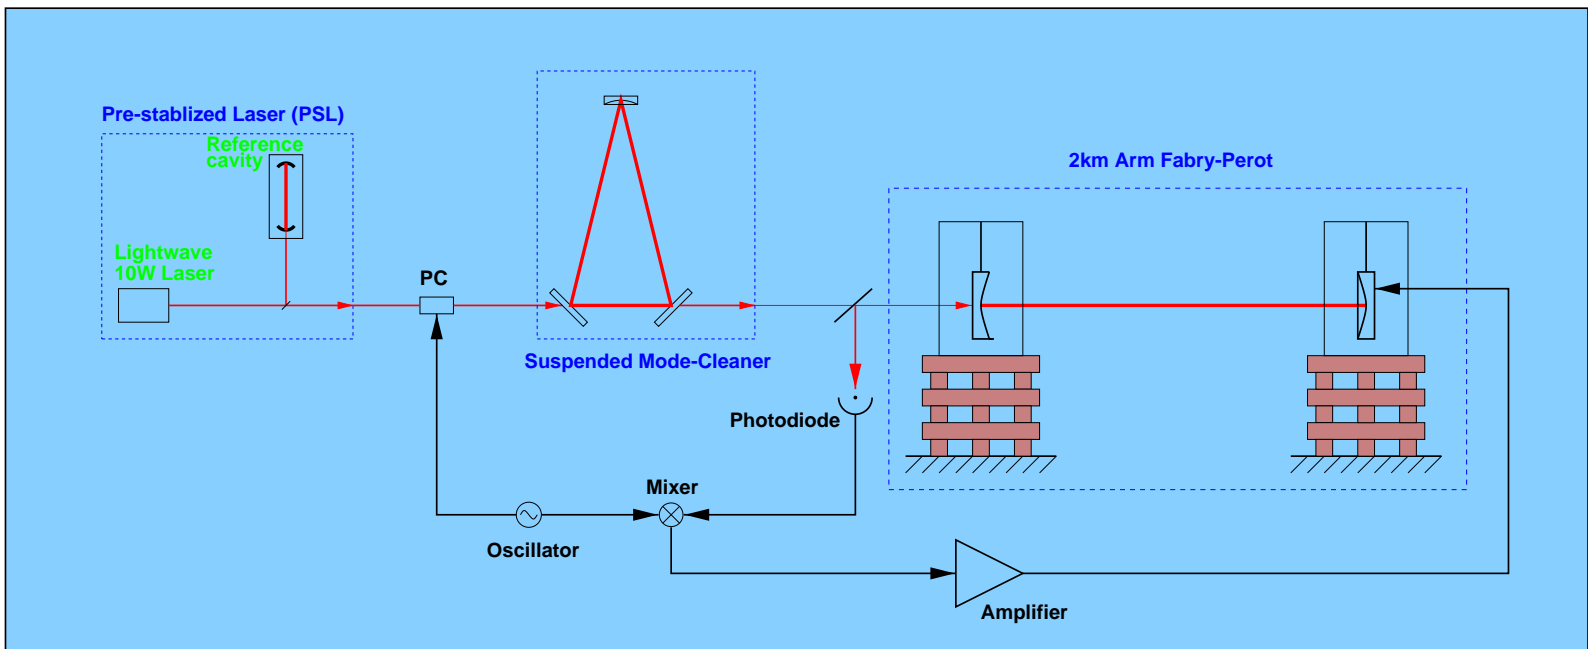 Pre-stablized Laser (PSL)
Reference
cavity
Lightwave
10W Laser
PC
Suspended Mode-Cleaner
2km Arm Fabry-Perot
Photodiode
Mixer
Oscillator
Amplifier